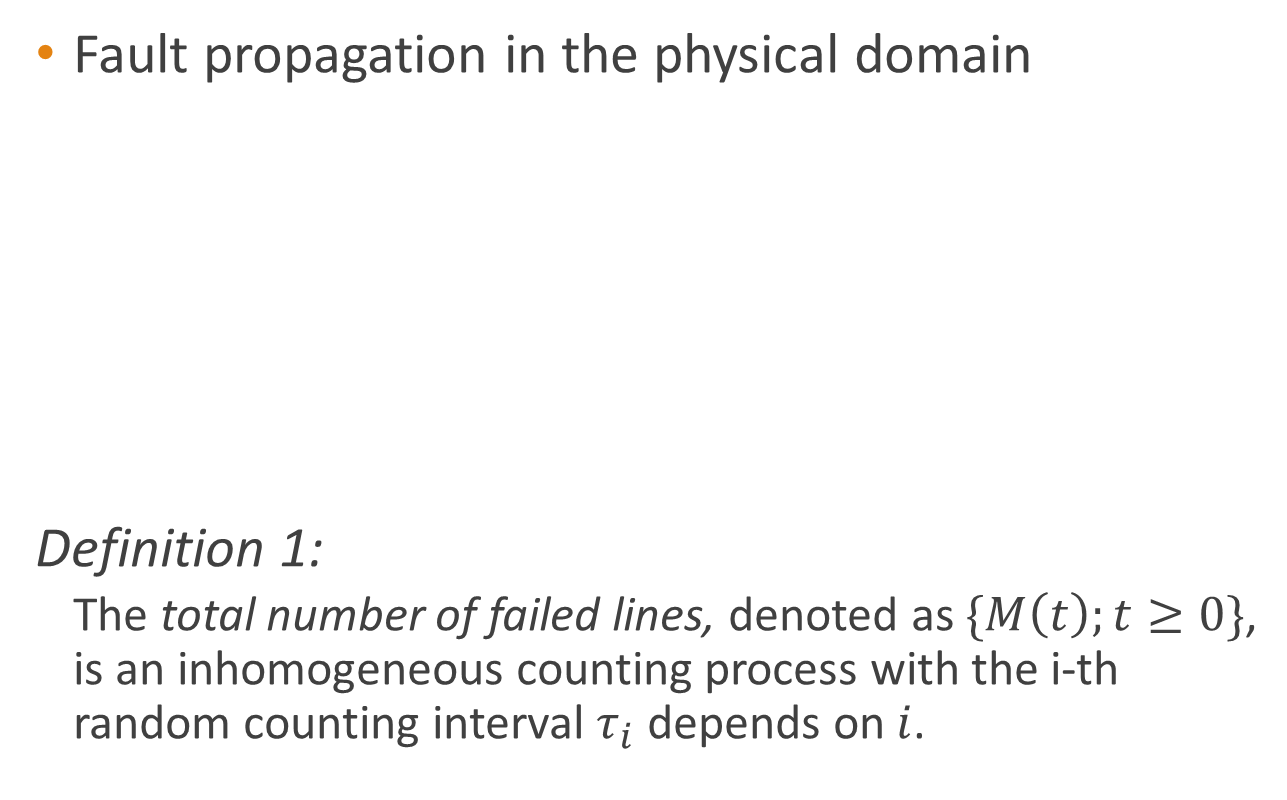 • Fault propagation in the physical domain
Definition 1:
The total number of failed lines, denoted as {M(t); t ≥ 0},
is an inhomogeneous counting process with the i-th
random counting interval τᵢ depends on i.